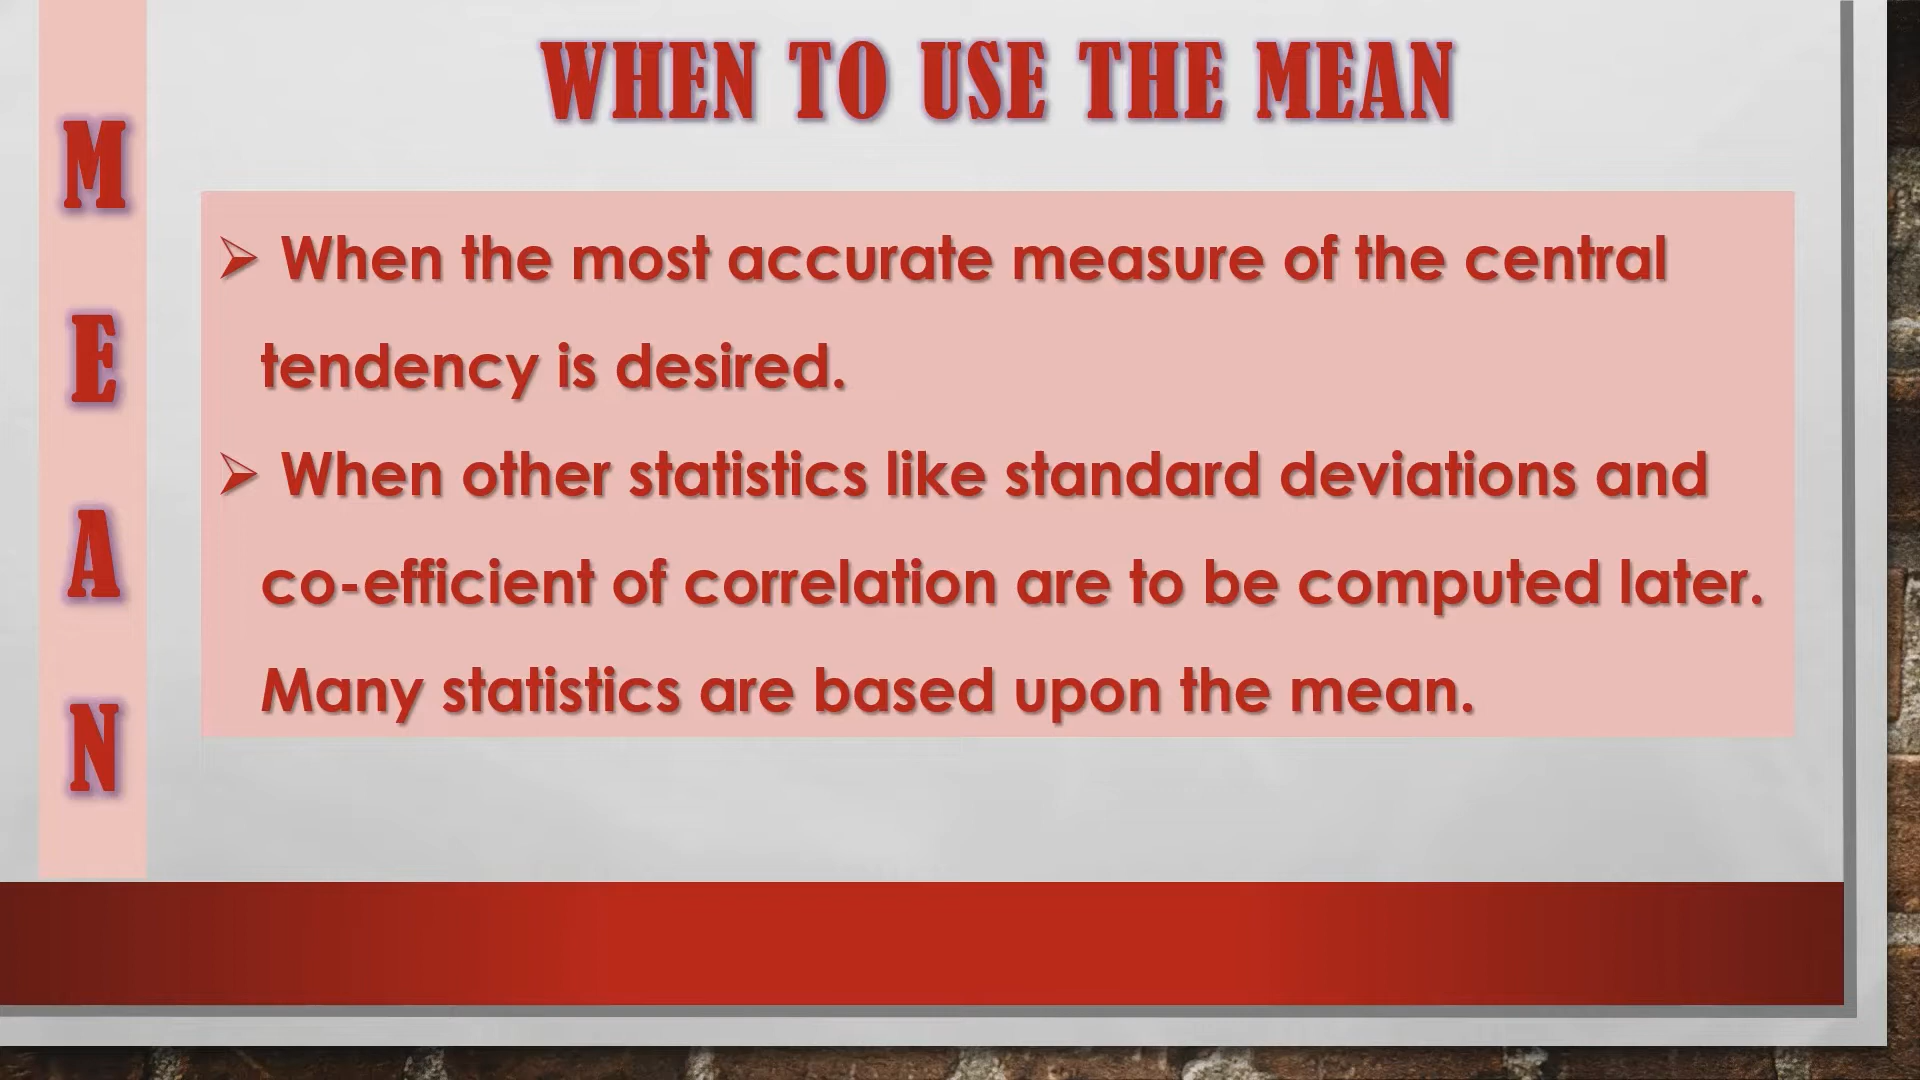 WHEN TO USE THE MEAN
M
E
A
N
➢ When the most accurate measure of the central
tendency is desired.
➢ When other statistics like standard deviations and
co-efficient of correlation are to be computed later.
Many statistics are based upon the mean.